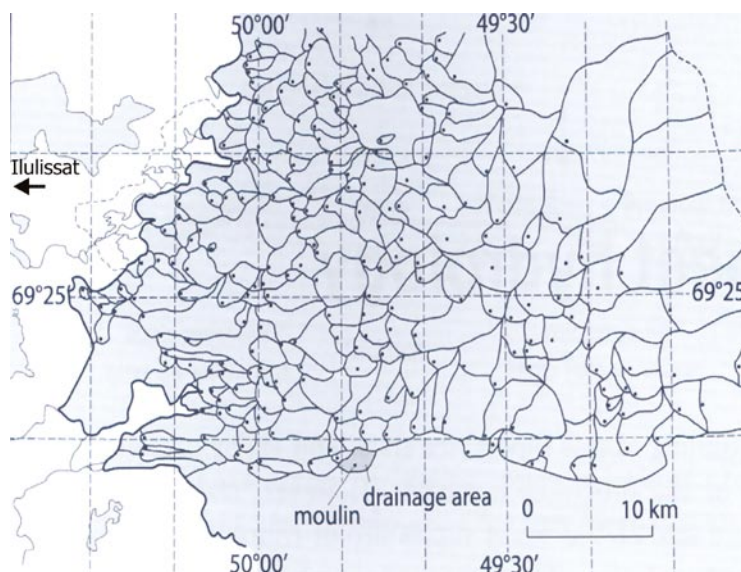 50°00′ 49°30′
Ilulissat
69°25′ 69°25′
drainage area
moulin
0 10 km
50°00′ 49°30′